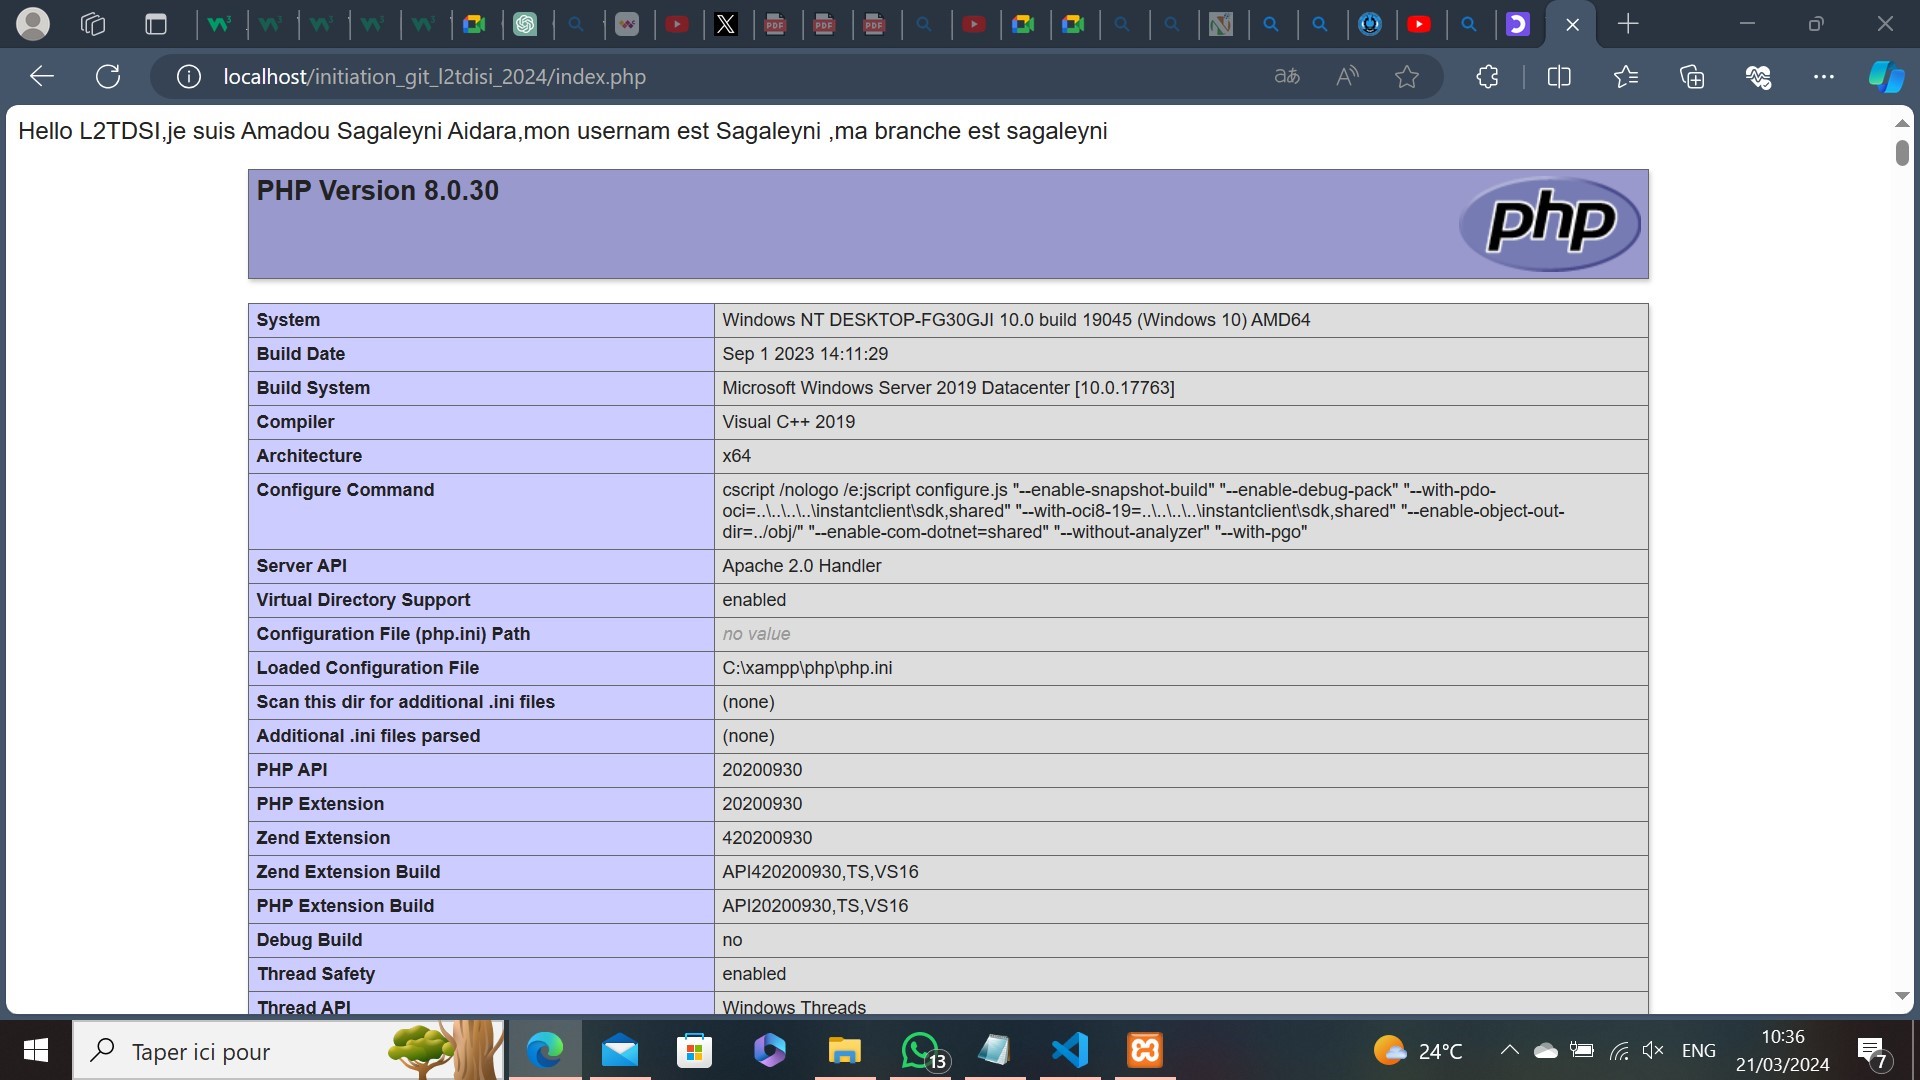 localhost/initiation_git_l2tdisi_2024/index.php
Hello L2TDSI,je suis Amadou Sagaleyni Aidara,mon usernam est Sagaleyni ,ma branche est sagaleyni
PHP Version 8.0.30
php
System Windows NT DESKTOP-FG30GJI 10.0 build 19045 (Windows 10) AMD64
Build Date Sep 1 2023 14:11:29
Build System Microsoft Windows Server 2019 Datacenter [10.0.17763]
Compiler Visual C++ 2019
Architecture x64
Configure Command cscript /nologo /e:jscript configure.js "--enable-snapshot-build" "--enable-debug-pack" "--with-pdo-
oci=..\..\..\..\instantclient\sdk,shared" "--with-oci8-19=..\..\..\..\instantclient\sdk,shared" "--enable-object-out-
dir=../obj/" "--enable-com-dotnet=shared" "--without-analyzer" "--with-pgo"
Server API Apache 2.0 Handler
Virtual Directory Support enabled
Configuration File (php.ini) Path no value
Loaded Configuration File C:\xampp\php\php.ini
Scan this dir for additional .ini files (none)
Additional .ini files parsed (none)
PHP API 20200930
PHP Extension 20200930
Zend Extension 420200930
Zend Extension Build API420200930,TS,VS16
PHP Extension Build API20200930,TS,VS16
Debug Build no
Thread Safety enabled
Thread API Windows Threads
Taper ici pour
13
24°C
ENG
10:36
21/03/2024
7